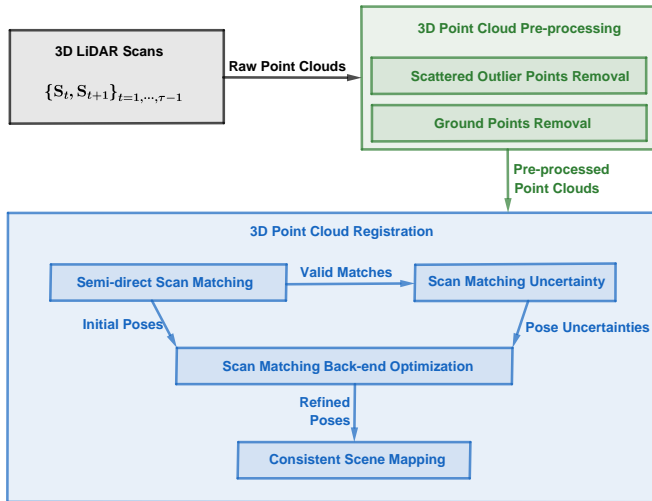 3D LiDAR Scans
{S_t, S_{t+1}}_{t=1,⋯,τ−1}
Raw Point Clouds
3D Point Cloud Pre-processing
Scattered Outlier Points Removal
Ground Points Removal
Pre-processed
Point Clouds
3D Point Cloud Registration
Semi-direct Scan Matching
Valid Matches
Scan Matching Uncertainty
Initial Poses
Pose Uncertainties
Scan Matching Back-end Optimization
Refined
Poses
Consistent Scene Mapping